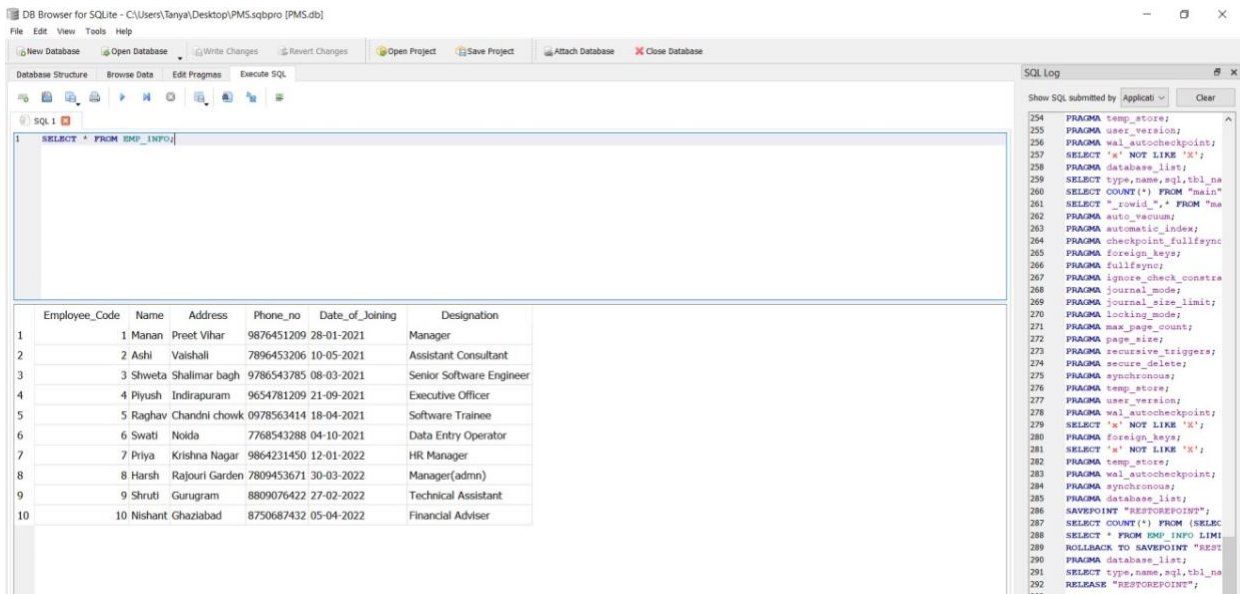 DB Browser for SQLite - C:\Users\Tanya\Desktop\PMS.sqbpro [PMS.db]
File Edit View Tools Help
New Database Open Database Write Changes Revert Changes Open Project Save Project Attach Database Close Database
Database Structure Browse Data Edit Pragmas Execute SQL
SQL 1
1 SELECT * FROM EMP_INFO;
Employee_Code Name Address Phone_no Date_of_Joining Designation
1 1 Manan Preet Vihar 9876451209 28-01-2021 Manager
2 2 Ashi Vaishali 7896453206 10-05-2021 Assistant Consultant
3 3 Shweta Shalimar bagh 9786543785 08-03-2021 Senior Software Engineer
4 4 Piyush Indirapuram 9654781209 21-09-2021 Executive Officer
5 5 Raghav Chandni chowk 0978563414 18-04-2021 Software Trainee
6 6 Swati Noida 7768543288 04-10-2021 Data Entry Operator
7 7 Priya Krishna Nagar 9864231450 12-01-2022 HR Manager
8 8 Harsh Rajouri Garden 7809453671 30-03-2022 Manager(admn)
9 9 Shruti Gurugram 8809076422 27-02-2022 Technical Assistant
10 10 Nishant Ghaziabad 8750687432 05-04-2022 Financial Adviser
SQL Log
Show SQL submitted by Applicati Clear
254 PRAGMA temp_store;
255 PRAGMA user_version;
256 PRAGMA wal_autocheckpoint;
257 SELECT 'x' NOT LIKE 'X';
258 PRAGMA database_list;
259 SELECT type,name,sql,tbl_na
260 SELECT COUNT(*) FROM "main"
261 SELECT "_rowid_",* FROM "ma
262 PRAGMA auto_vacuum;
263 PRAGMA automatic_index;
264 PRAGMA checkpoint_fullfsync
265 PRAGMA foreign_keys;
266 PRAGMA fullfsync;
267 PRAGMA ignore_check_constra
268 PRAGMA journal_mode;
269 PRAGMA journal_size_limit;
270 PRAGMA locking_mode;
271 PRAGMA max_page_count;
272 PRAGMA page_size;
273 PRAGMA recursive_triggers;
274 PRAGMA secure_delete;
275 PRAGMA synchronous;
276 PRAGMA temp_store;
277 PRAGMA user_version;
278 PRAGMA wal_autocheckpoint;
279 SELECT 'x' NOT LIKE 'X';
280 PRAGMA foreign_keys;
281 SELECT 'x' NOT LIKE 'X';
282 PRAGMA temp_store;
283 PRAGMA wal_autocheckpoint;
284 PRAGMA synchronous;
285 PRAGMA database_list;
286 SAVEPOINT "RESTOREPOINT";
287 SELECT COUNT(*) FROM (SELEC
288 SELECT * FROM EMP_INFO LIMI
289 ROLLBACK TO SAVEPOINT "REST
290 PRAGMA database_list;
291 SELECT type,name,sql,tbl_na
292 RELEASE "RESTOREPOINT";